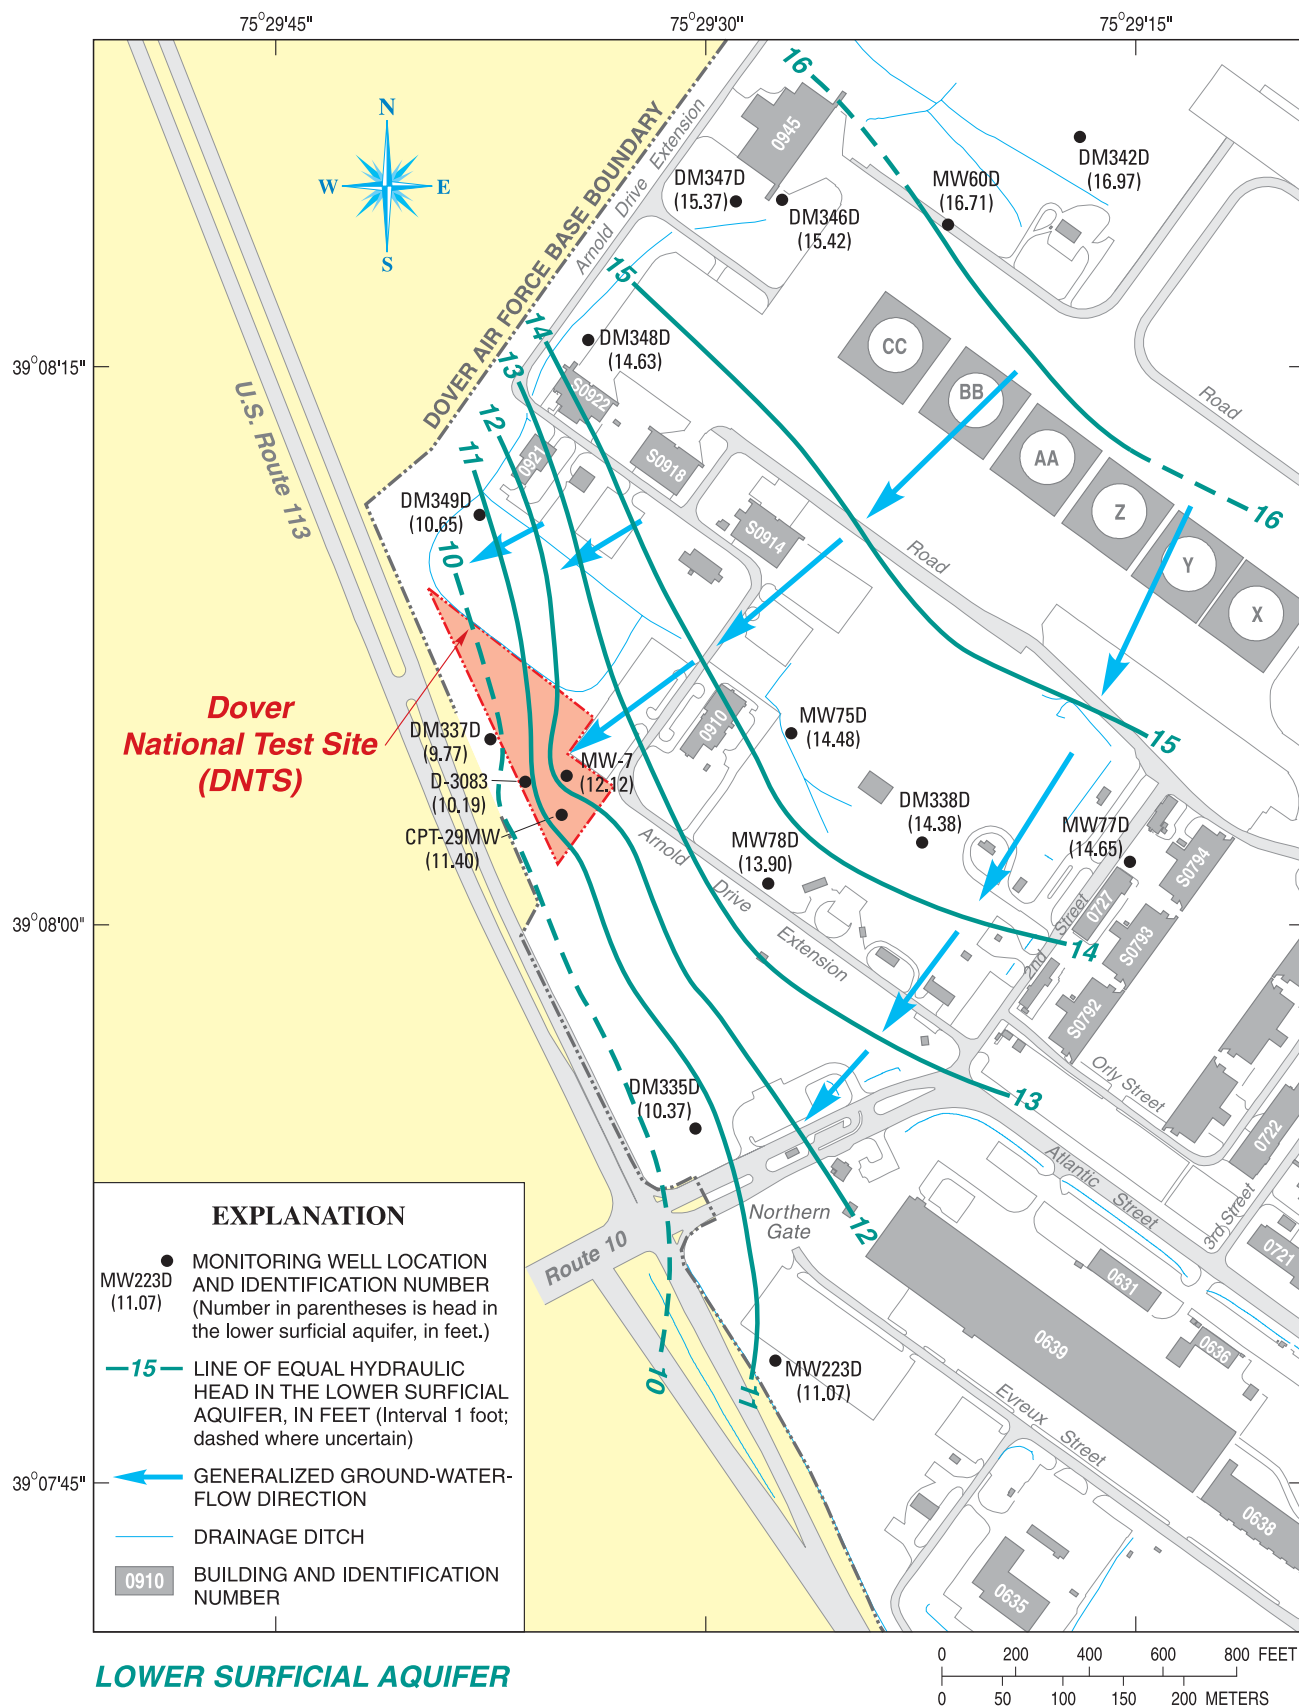 75°29'45"
75°29'30"
75°29'15"
39°08'15"
39°08'00"
39°07'45"
N
W
E
S
U.S. Route 113
DOVER AIR FORCE BASE BOUNDARY
Arnold Drive Extension
16
0945
DM342D
(16.97)
DM347D
(15.37)
DM346D
(15.42)
MW60D
(16.71)
15
14
13
12
11
10
DM348D
(14.63)
S0922
0921
S0918
S0914
CC
BB
AA
Z
Y
X
Road
Road
16
DM349D
(10.65)
Dover
National Test Site
(DNTS)
DM337D
(9.77)
D-3083
(10.19)
CPT-29MW
(11.40)
MW-7
(12.12)
0910
MW75D
(14.48)
15
DM338D
(14.38)
MW77D
(14.65)
MW78D
(13.90)
S0794
0727
S0793
S0792
2nd Street
14
Arnold Drive Extension
Orly Street
13
0722
DM335D
(10.37)
Atlantic Street
3rd Street
0721
Northern
Gate
12
Route 10
0631
0636
0639
10
11
MW223D
(11.07)
Evreux Street
0638
0635
EXPLANATION
MW223D
(11.07)
MONITORING WELL LOCATION
AND IDENTIFICATION NUMBER
(Number in parentheses is head in
the lower surficial aquifer, in feet.)
15
LINE OF EQUAL HYDRAULIC
HEAD IN THE LOWER SURFICIAL
AQUIFER, IN FEET (Interval 1 foot;
dashed where uncertain)
GENERALIZED GROUND-WATER-
FLOW DIRECTION
DRAINAGE DITCH
0910
BUILDING AND IDENTIFICATION
NUMBER
LOWER SURFICIAL AQUIFER
0 200 400 600 800 FEET
0 50 100 150 200 METERS